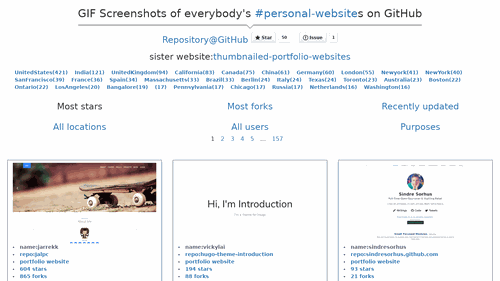 GIF Screenshots of everybody's #personal-websites on GitHub
Repository@GitHub Star 50 Issue 1
sister website:thumbnailed-portfolio-websites
UnitedStates(421) India(121) UnitedKingdom(94) California(83) Canada(75) China(61) Germany(60) London(55) Newyork(41) NewYork(40)
SanFrancisco(39) France(36) Spain(34) Massachusetts(33) Brazil(33) Berlin(24) Italy(24) Texas(24) Toronto(23) Australia(23) Boston(22)
Ontario(22) LosAngeles(20) Bangalore(19) (17) Pennsylvania(17) Chicago(17) Russia(17) Netherlands(16) Washington(16)
Most stars Most forks Recently updated
All locations All users Purposes
1 2 3 4 5 ... 157
Hi, I'm Introduction
Sindre Sorhus
name:jarrekk
repo:jalpc
portfolio website
604 stars
865 forks
name:vickylai
repo:hugo-theme-introduction
portfolio website
194 stars
88 forks
name:sindresorhus
repo:sindresorhus.github.com
portfolio website
93 stars
21 forks